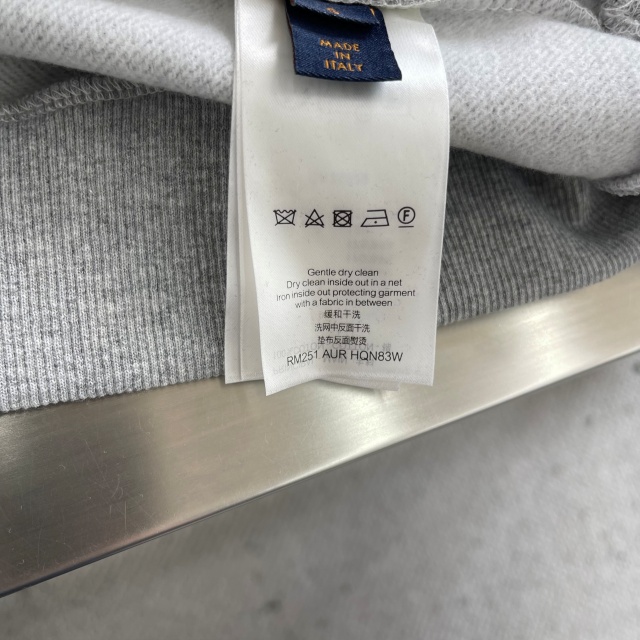 MADE
IN
ITALY
F
Gentle dry clean
Dry clean inside out in a net
Iron inside out protecting garment
with a fabric in between
缓和干洗
洗网中反面干洗
垫布反面熨烫
RM251 AUR HQN83W